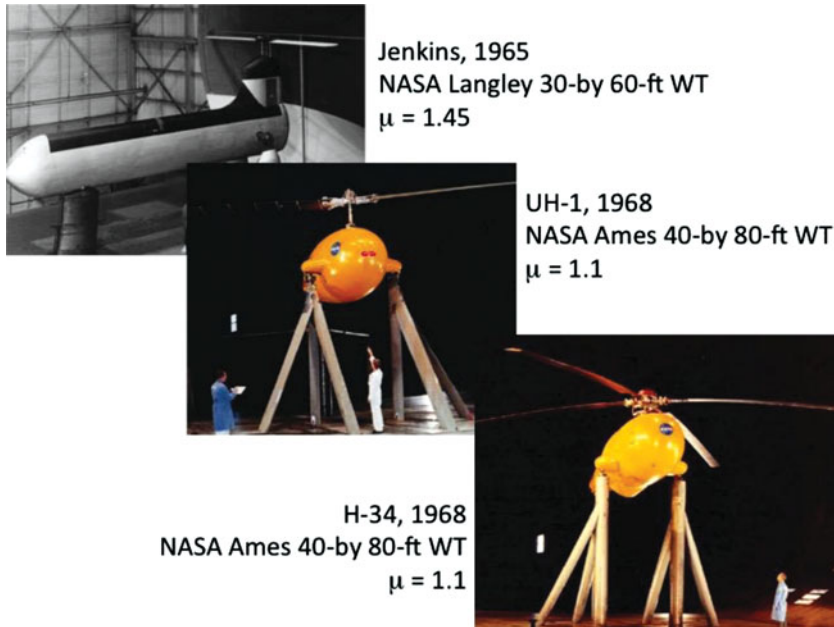 Jenkins, 1965
NASA Langley 30-by 60-ft WT
μ = 1.45
UH-1, 1968
NASA Ames 40-by 80-ft WT
μ = 1.1
H-34, 1968
NASA Ames 40-by 80-ft WT
μ = 1.1